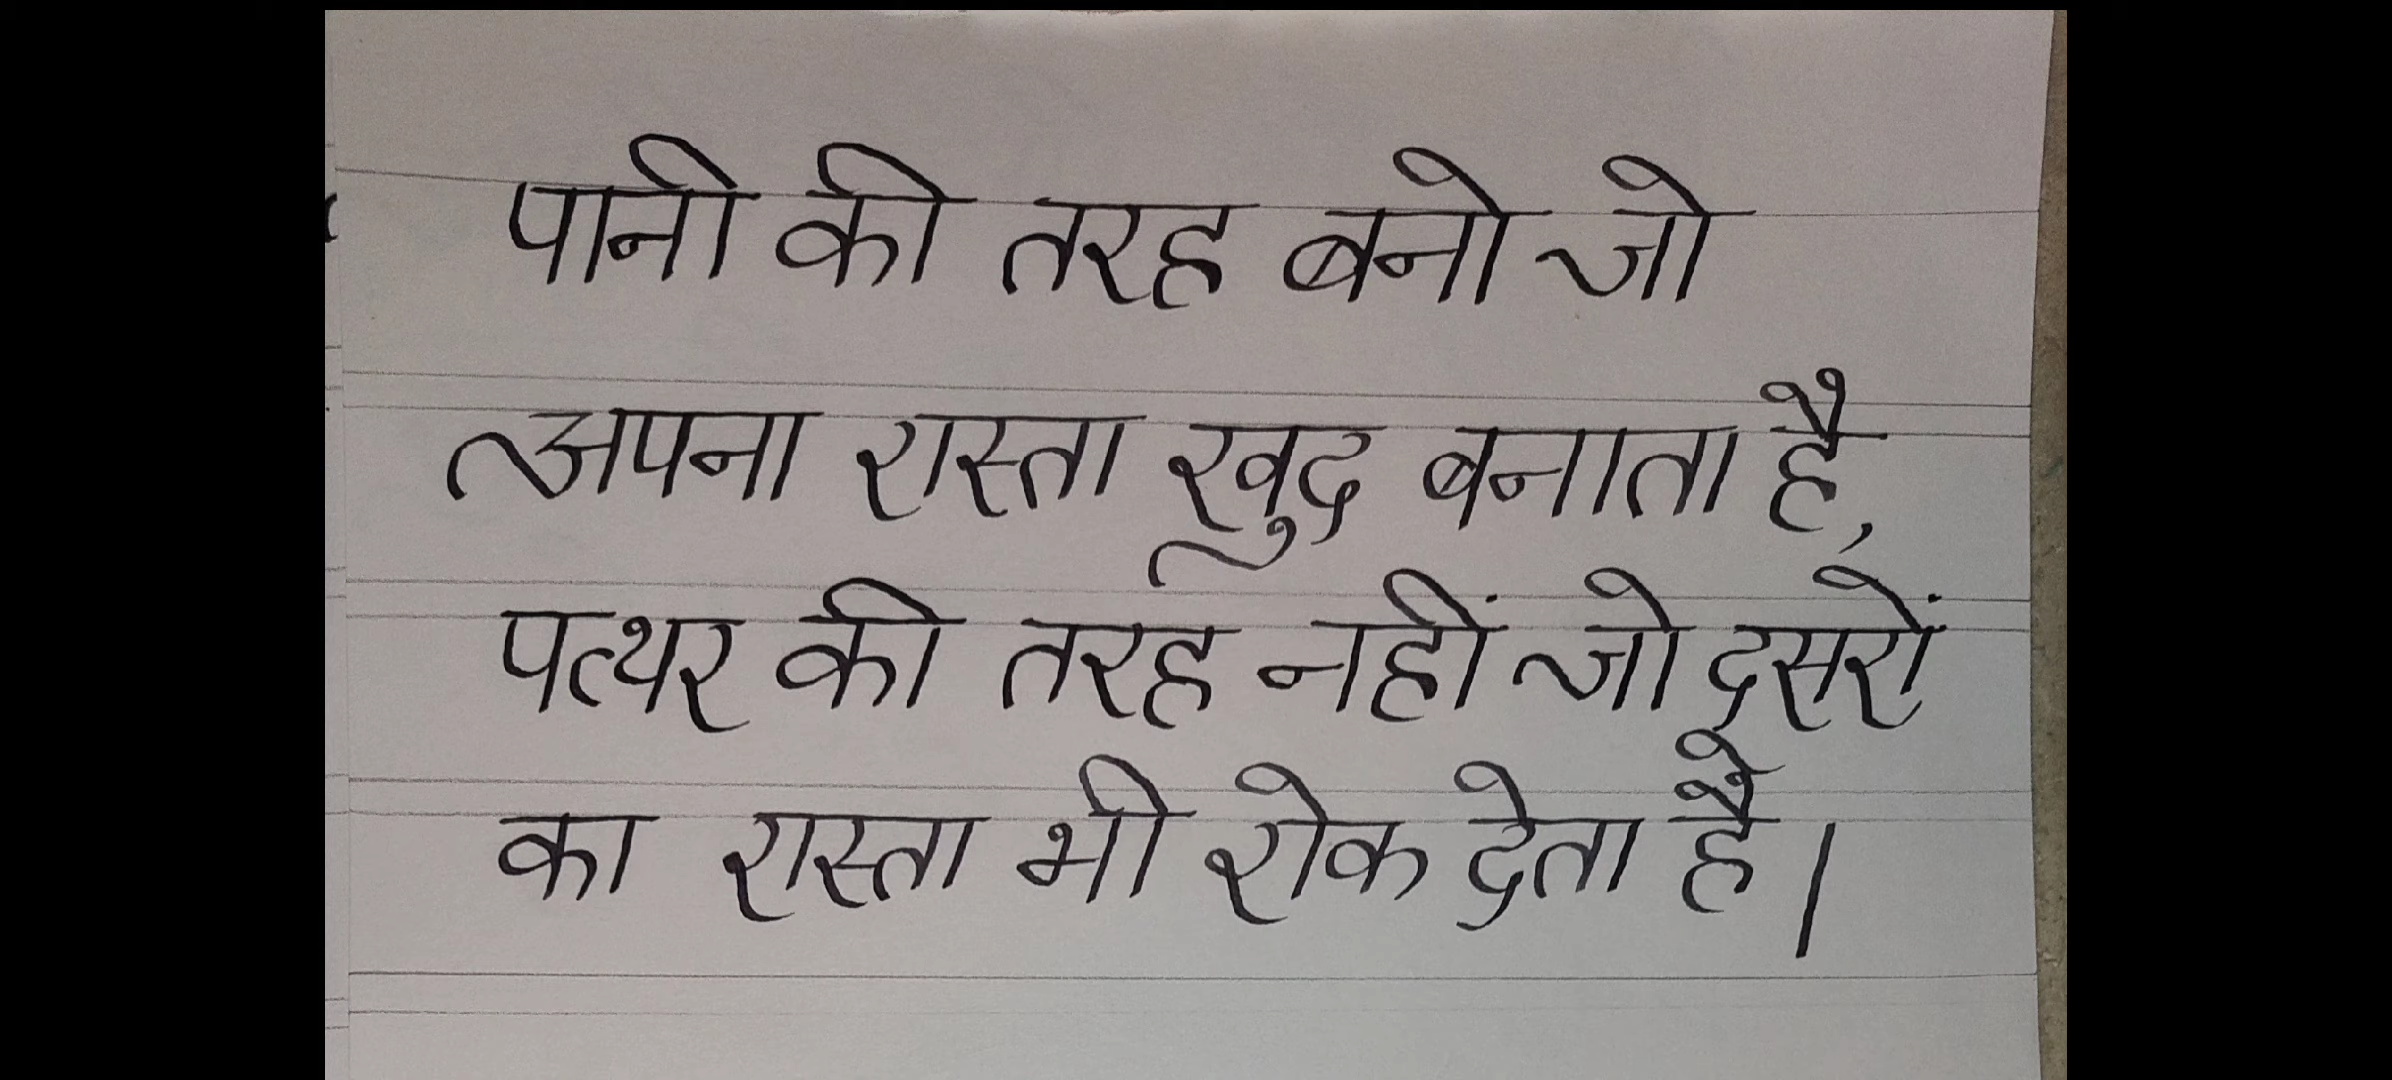 पानी की तरह बनो जो
अपना रास्ता खुद बनाता है,
पत्थर की तरह नहीं जो दूसरों
का रास्ता भी रोक देता है।